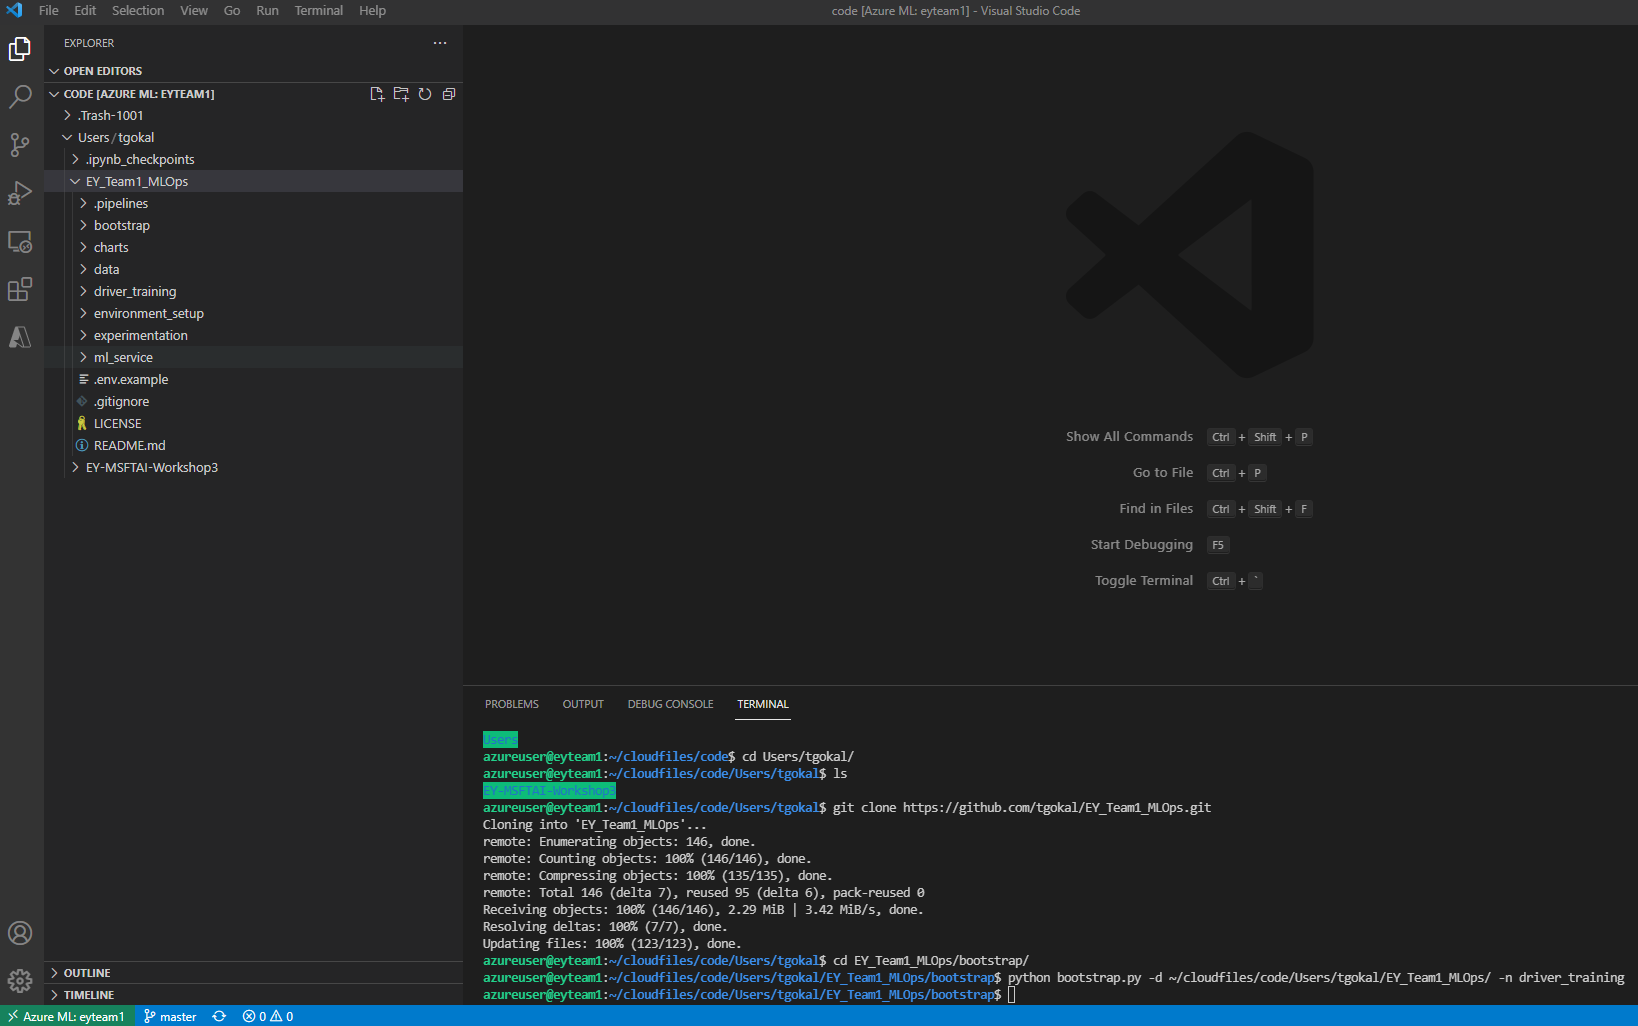 File Edit Selection View Go Run Terminal Help
code [Azure ML: eyteam1] - Visual Studio Code
EXPLORER
OPEN EDITORS
CODE [AZURE ML: EYTEAM1]
.Trash-1001
Users/tgokal
.ipynb_checkpoints
EY_Team1_MLOps
.pipelines
bootstrap
charts
data
driver_training
environment_setup
experimentation
ml_service
.env.example
.gitignore
LICENSE
README.md
EY-MSFTAI-Workshop3
OUTLINE
TIMELINE
Show All Commands Ctrl + Shift + P
Go to File Ctrl + P
Find in Files Ctrl + Shift + F
Start Debugging F5
Toggle Terminal Ctrl + `
PROBLEMS OUTPUT DEBUG CONSOLE TERMINAL
Users
azureuser@eyteam1:~/cloudfiles/code$ cd Users/tgokal/
azureuser@eyteam1:~/cloudfiles/code/Users/tgokal$ ls
EY-MSFTAI-Workshop3
azureuser@eyteam1:~/cloudfiles/code/Users/tgokal$ git clone https://github.com/tgokal/EY_Team1_MLOps.git
Cloning into 'EY_Team1_MLOps'...
remote: Enumerating objects: 146, done.
remote: Counting objects: 100% (146/146), done.
remote: Compressing objects: 100% (135/135), done.
remote: Total 146 (delta 7), reused 95 (delta 6), pack-reused 0
Receiving objects: 100% (146/146), 2.29 MiB | 3.42 MiB/s, done.
Resolving deltas: 100% (7/7), done.
Updating files: 100% (123/123), done.
azureuser@eyteam1:~/cloudfiles/code/Users/tgokal$ cd EY_Team1_MLOps/bootstrap/
azureuser@eyteam1:~/cloudfiles/code/Users/tgokal/EY_Team1_MLOps/bootstrap$ python bootstrap.py -d ~/cloudfiles/code/Users/tgokal/EY_Team1_MLOps/ -n driver_training
azureuser@eyteam1:~/cloudfiles/code/Users/tgokal/EY_Team1_MLOps/bootstrap$
Azure ML: eyteam1 master 0 0